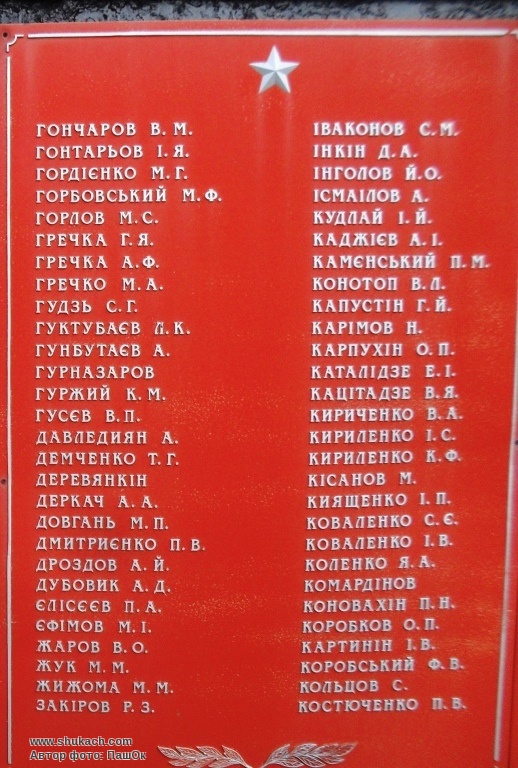 ГОНЧАРОВ В. М.
ГОНТАРЬОВ І. Я.
ГОРДІЄНКО М. Г.
ГОРБОВСЬКИЙ М. Ф.
ГОРЛОВ М. С.
ГРЕЧКА Г. Я.
ГРЕЧКА А. Ф.
ГРЕЧКО М. А.
ГУДЗЬ С. Г.
ГУКТУБАЄВ Л. К.
ГУНБУТАЄВ А.
ГУРНАЗАРОВ
ГУРЖИЙ К. М.
ГУСЄВ В. П.
ДАВЛЕДИЯН А.
ДЕМЧЕНКО Т. Г.
ДЕРЕВЯНКІН
ДЕРКАЧ А. А.
ДОВГАНЬ М. П.
ДМИТРИЄНКО П. В.
ДРОЗДОВ А. Й.
ДУБОВИК А. Д.
ЄЛІСЄЄВ П. А.
ЄФІМОВ М. І.
ЖАРОВ В. О.
ЖУК М. М.
ЖИЖОМА М. М.
ЗАКІРОВ Р. З.
ІВАКОНОВ С. М.
ІНКІН Д. А.
ІНГОЛОВ Й. О.
ІСМАІЛОВ А.
КУДЛАЙ І. Й.
КАДЖІЄВ А. І.
КАМЄНСЬКИЙ П. М.
КОНОТОП В. Л.
КАПУСТІН Г. Й.
КАРІМОВ Н.
КАРПУХІН О. П.
КАТАЛІДЗЕ Е. І.
КАЦІТАДЗЕ В. Я.
КИРИЧЕНКО В. А.
КИРИЛЕНКО І. С.
КИРИЛЕНКО К. Ф.
КІСАНОВ М.
КИЯЩЕНКО І. П.
КОВАЛЕНКО С. Є.
КОВАЛЕНКО І. В.
КОЛЕНКО Я. А.
КОМАРДІНОВ
КОНОВАХІН П. Н.
КОРОБКОВ О. П.
КАРТИНІН І. В.
КОРОВСЬКИЙ Ф. В.
КОЛЬЦОВ С.
КОСТЮЧЕНКО П. В.
www.shukach.com
Автор фото: ПашОк